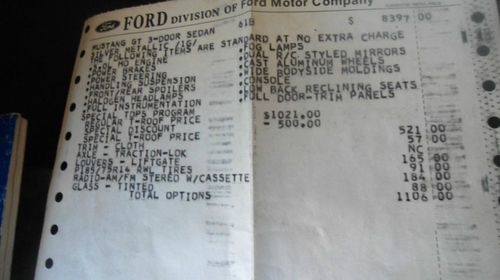 FORD DIVISION OF Ford Motor Company
MUSTANG GT 3-DOOR SEDAN 61B $ 8397 00
SILVER METALLIC /1G/
THE FOLLOWING ITEMS ARE STANDARD AT NO EXTRA CHARGE
HO ENGINE •FOG LAMPS
•POWER BRAKES •DUAL R/C STYLED MIRRORS
•POWER STEERING •CAST ALUMINUM WHEELS
•HANDLING SUSPENSION •WIDE BODYSIDE MOLDINGS
•FRONT/REAR SPOILERS •CONSOLE
•HALOGEN HEADLAMPS •LOW BACK RECLINING SEATS
•FULL INSTRUMENTATION •FULL DOOR-TRIM PANELS
SPECIAL TOPS PROGRAM
REGULAR T-ROOF PRICE $1021.00
SPECIAL DISCOUNT - 500.00
SPECIAL T-ROOF PRICE 521 00
TRIM - CLOTH 57 00
AXLE - TRACTION-LOK NC
LOUVERS - LIFTGATE 165 00
P185/75R14 RWL TIRES 91 00
RADIO-AM/FM STEREO W/CASSETTE 184 00
GLASS - TINTED 88 00
TOTAL OPTIONS 1106 00